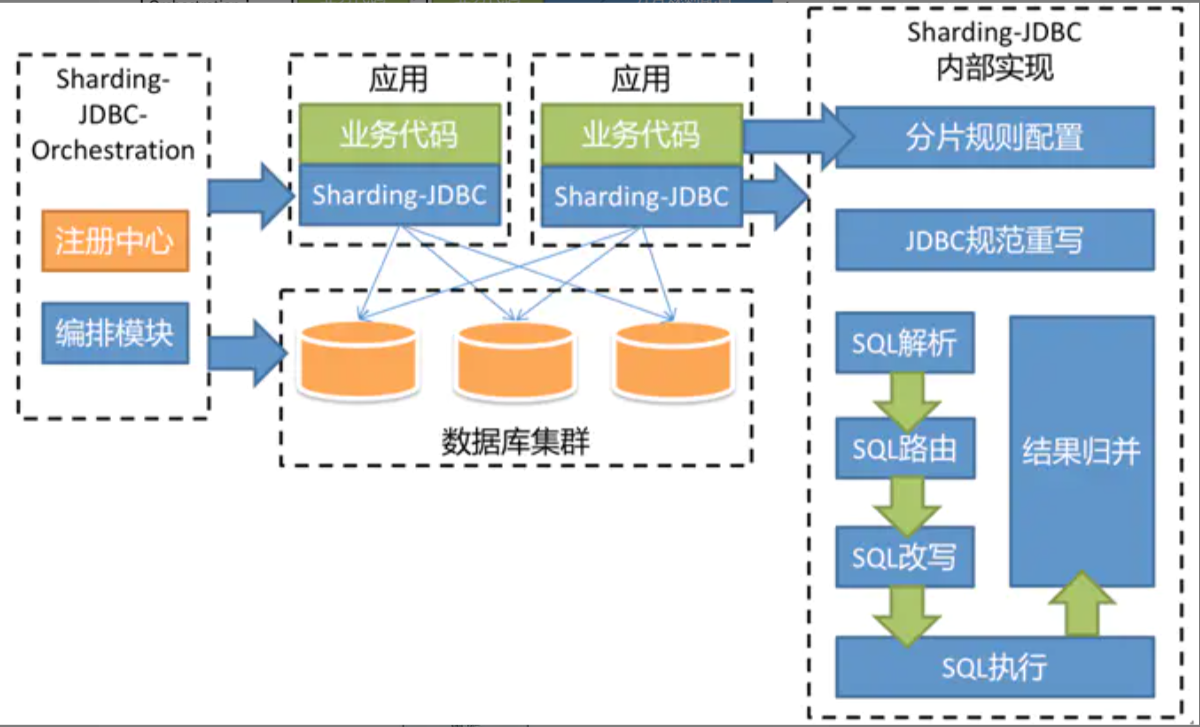 Sharding-
JDBC-
Orchestration
注册中心
编排模块
应用
业务代码
Sharding-JDBC
应用
业务代码
Sharding-JDBC
数据库集群
Sharding-JDBC
内部实现
分片规则配置
JDBC规范重写
SQL解析
SQL路由
SQL改写
结果归并
SQL执行